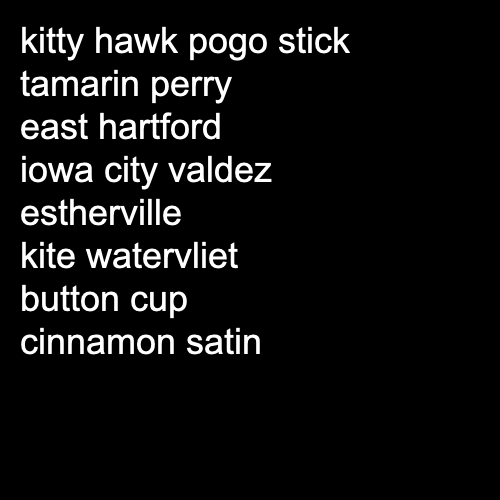 kitty hawk pogo stick
tamarin perry
east hartford
iowa city valdez
estherville
kite watervliet
button cup
cinnamon satin